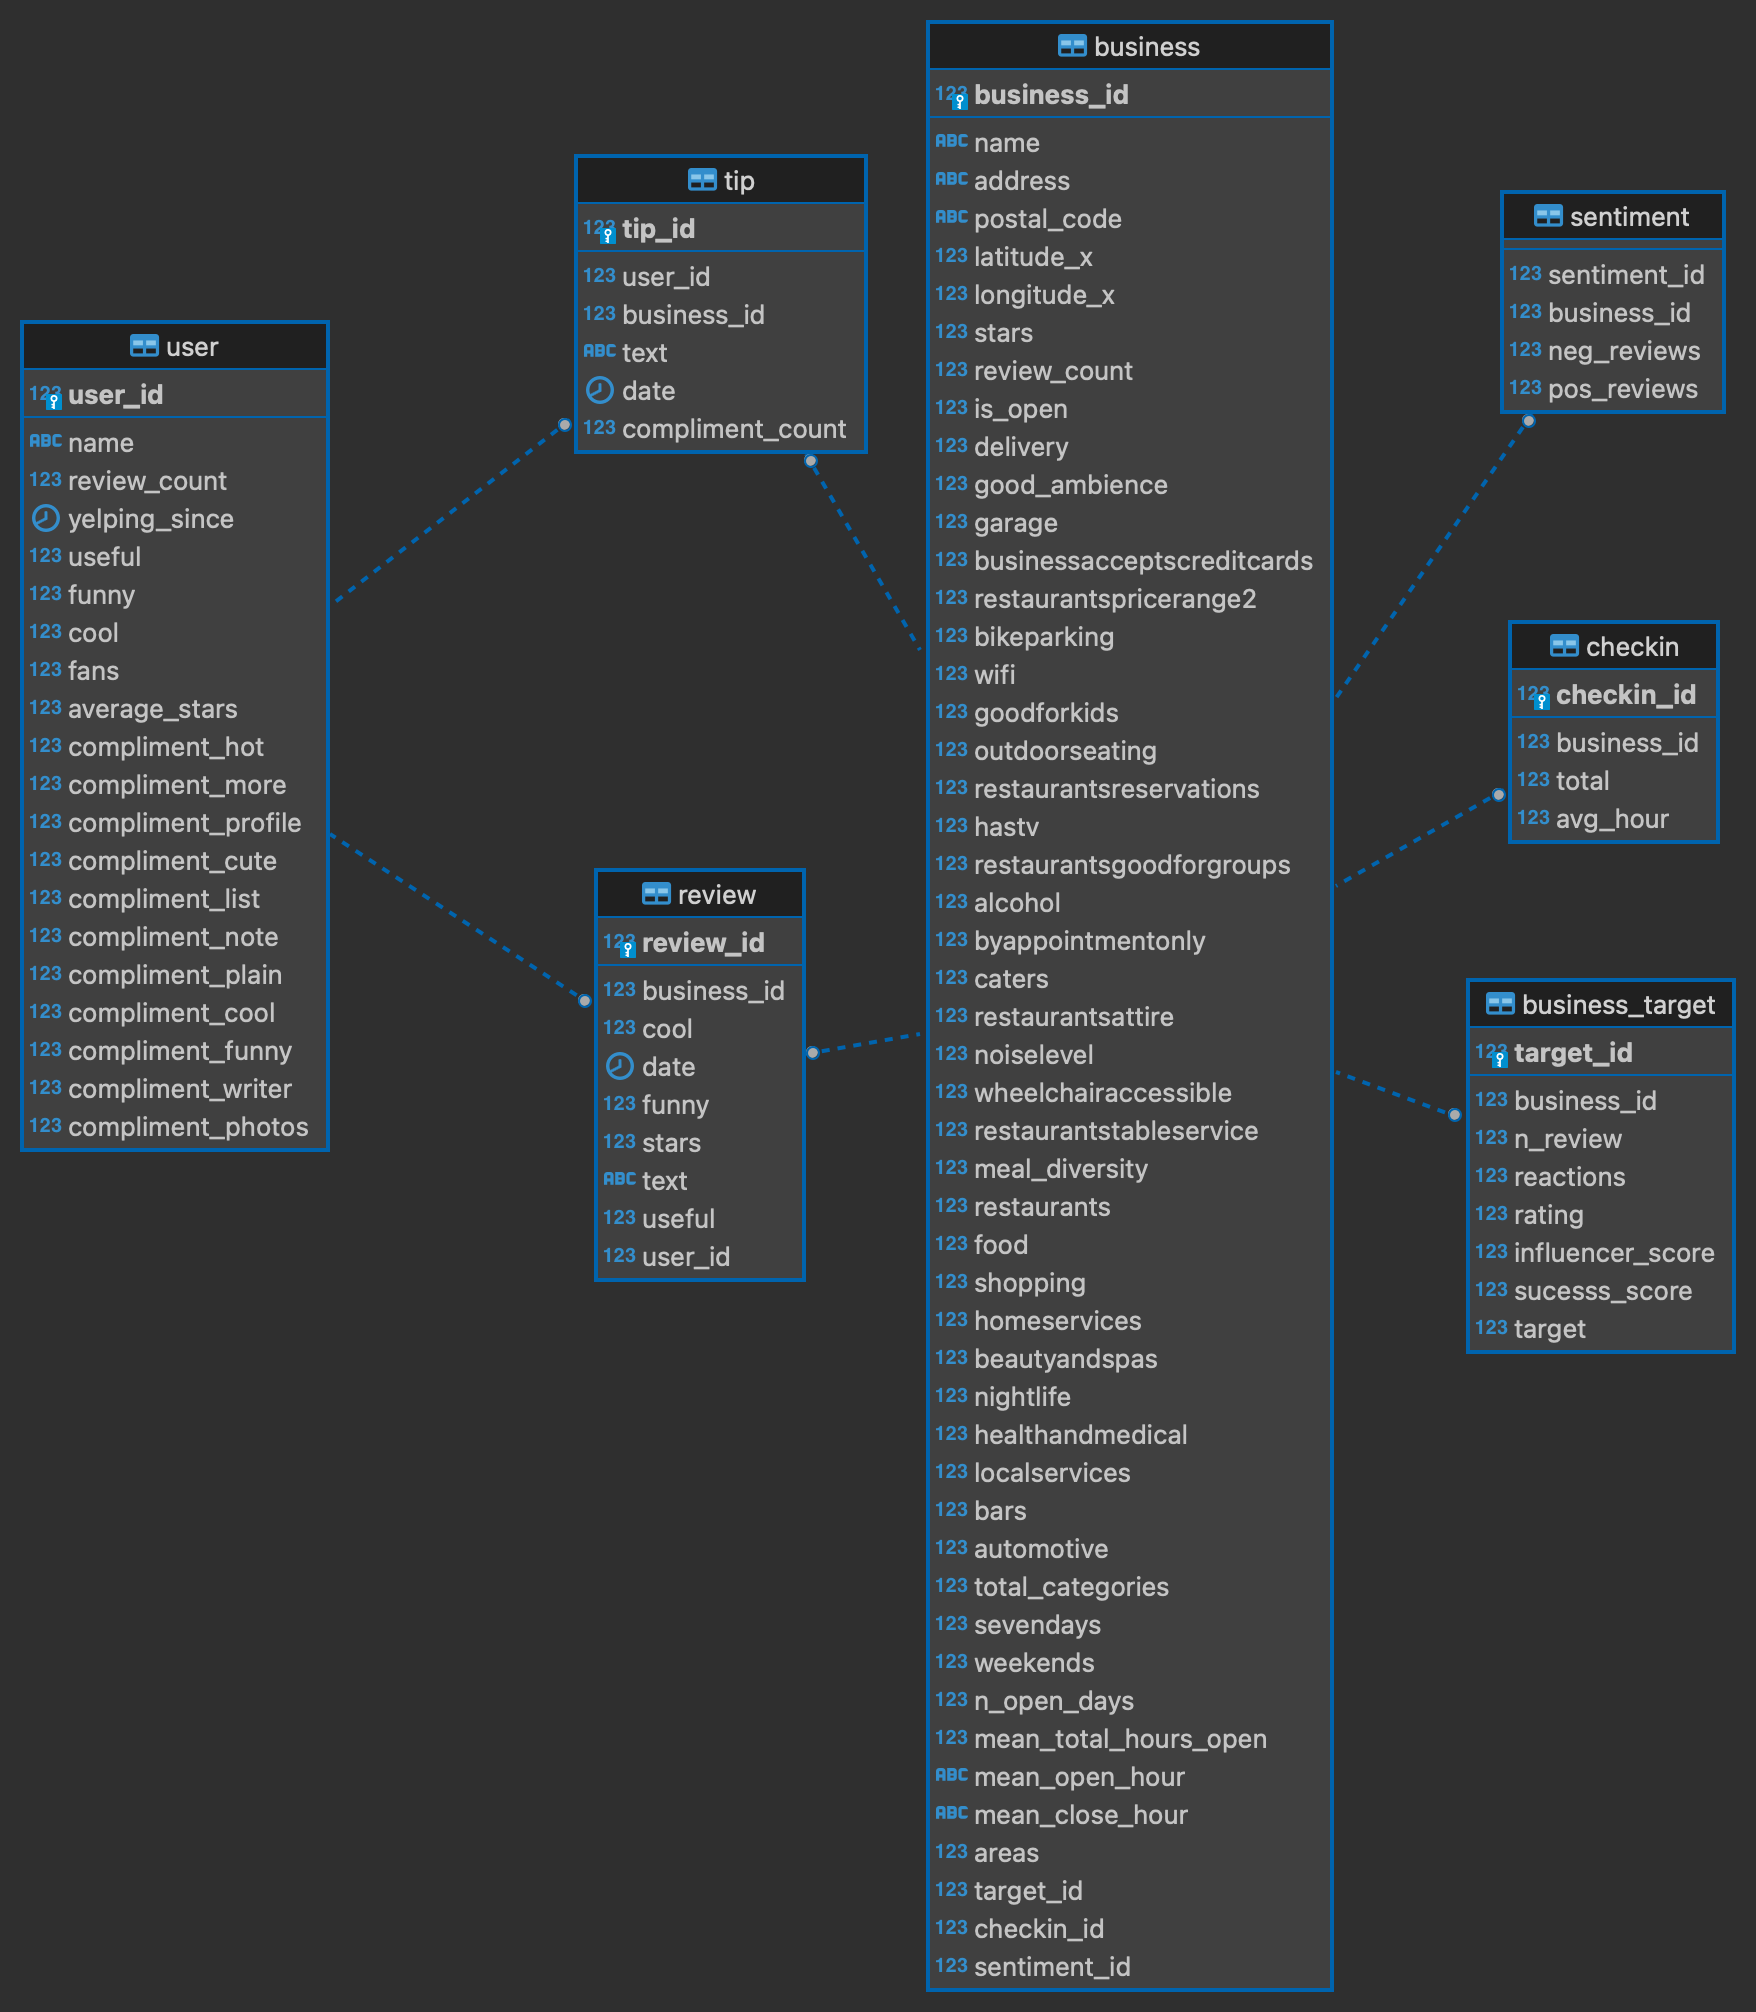 user
123 user_id
ABC name
123 review_count
yelping_since
123 useful
123 funny
123 cool
123 fans
123 average_stars
123 compliment_hot
123 compliment_more
123 compliment_profile
123 compliment_cute
123 compliment_list
123 compliment_note
123 compliment_plain
123 compliment_cool
123 compliment_funny
123 compliment_writer
123 compliment_photos
tip
123 tip_id
123 user_id
123 business_id
ABC text
date
123 compliment_count
review
123 review_id
123 business_id
123 cool
date
123 funny
123 stars
ABC text
123 useful
123 user_id
business
123 business_id
ABC name
ABC address
ABC postal_code
123 latitude_x
123 longitude_x
123 stars
123 review_count
123 is_open
123 delivery
123 good_ambience
123 garage
123 businessacceptscreditcards
123 restaurantspricerange2
123 bikeparking
123 wifi
123 goodforkids
123 outdoorseating
123 restaurantsreservations
123 hastv
123 restaurantsgoodforgroups
123 alcohol
123 byappointmentonly
123 caters
123 restaurantsattire
123 noiselevel
123 wheelchairaccessible
123 restaurantstableservice
123 meal_diversity
123 restaurants
123 food
123 shopping
123 homeservices
123 beautyandspas
123 nightlife
123 healthandmedical
123 localservices
123 bars
123 automotive
123 total_categories
123 sevendays
123 weekends
123 n_open_days
123 mean_total_hours_open
ABC mean_open_hour
ABC mean_close_hour
123 areas
123 target_id
123 checkin_id
123 sentiment_id
sentiment
123 sentiment_id
123 business_id
123 neg_reviews
123 pos_reviews
checkin
123 checkin_id
123 business_id
123 total
123 avg_hour
business_target
123 target_id
123 business_id
123 n_review
123 reactions
123 rating
123 influencer_score
123 sucesss_score
123 target